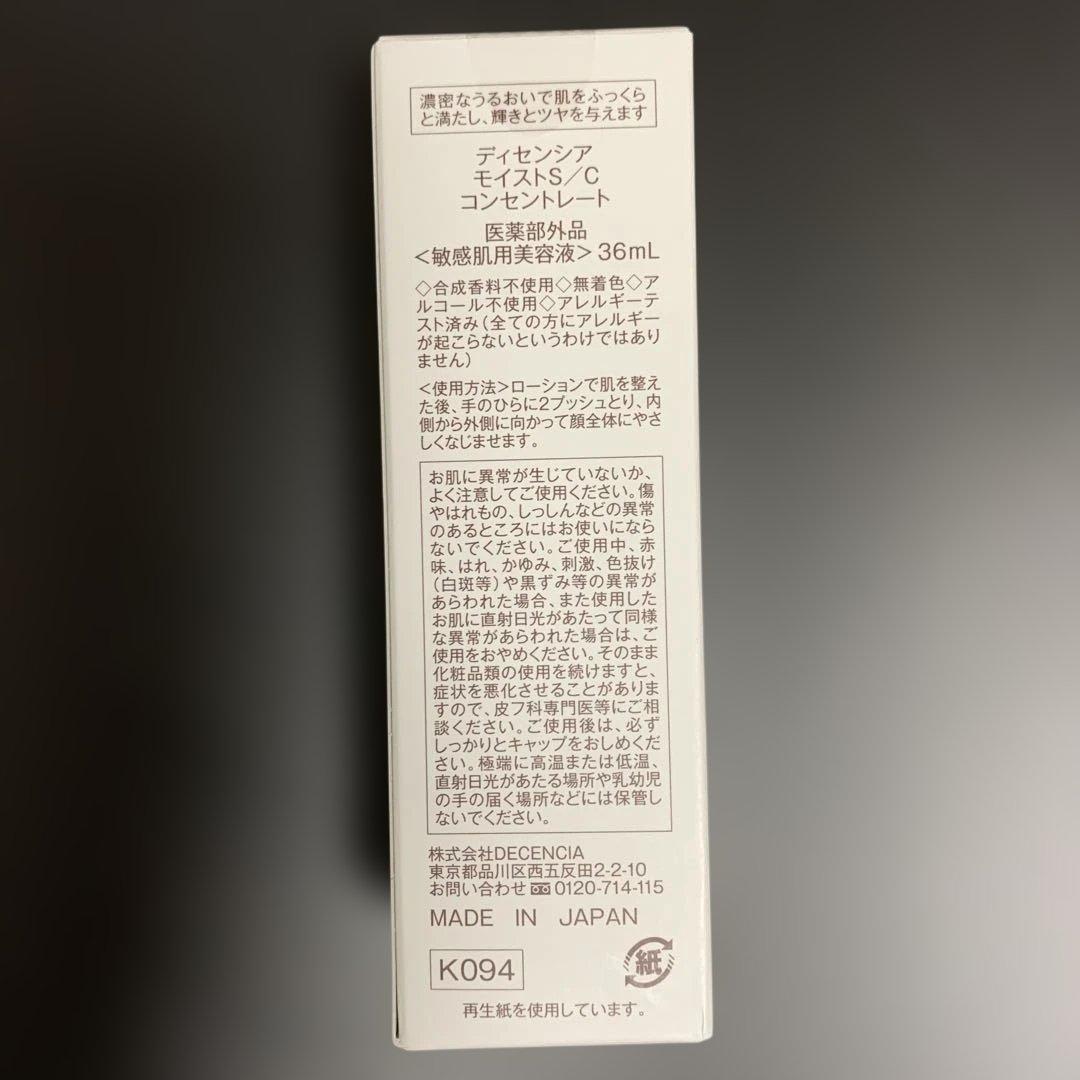 濃密なうるおいで肌をふっくら
と満たし、輝きとツヤを与えます
ディセンシア
モイストS/C
コンセントレート
医薬部外品
<敏感肌用美容液>36mL
◇合成香料不使用◇無着色◇ア
ルコール不使用◇アレルギーテ
スト済み(全ての方にアレルギー
が起こらないというわけではあり
ません)
<使用方法>ローションで肌を整え
た後、手のひらに2プッシュとり、内
側から外側に向かって顔全体にやさ
しくなじませます。
お肌に異常が生じていないか、
よく注意してご使用ください。傷
やはれもの、しっしんなどの異常
のあるところにはお使いになら
ないでください。ご使用中、赤
味、はれ、かゆみ、刺激、色抜け
(白斑等)や黒ずみ等の異常が
あらわれた場合、また使用した
お肌に直射日光があたって同様
な異常があらわれた場合は、ご
使用をおやめください。そのまま
化粧品類の使用を続けますと、
症状を悪化させることがありま
すので、皮フ科専門医等にご相
談ください。ご使用後は、必ず
しっかりとキャップをおしめくだ
さい。極端に高温または低温、
直射日光があたる場所や乳幼児
の手の届く場所などには保管し
ないでください。
株式会社DECENCIA
東京都品川区西五反田2-2-10
お問い合わせ 0120-714-115
MADE IN JAPAN
K094
紙
再生紙を使用しています。